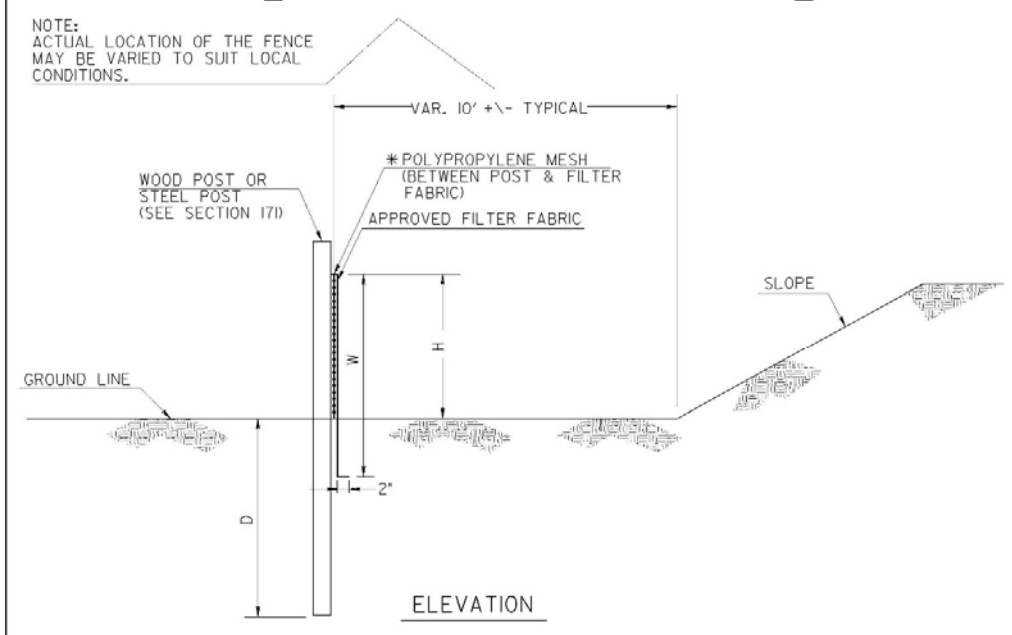 NOTE:
ACTUAL LOCATION OF THE FENCE
MAY BE VARIED TO SUIT LOCAL
CONDITIONS.
VAR. 10' +\- TYPICAL
*POLYPROPYLENE MESH
(BETWEEN POST & FILTER
FABRIC)
WOOD POST OR
STEEL POST
(SEE SECTION 171)
APPROVED FILTER FABRIC
SLOPE
H
W
GROUND LINE
2"
D
ELEVATION